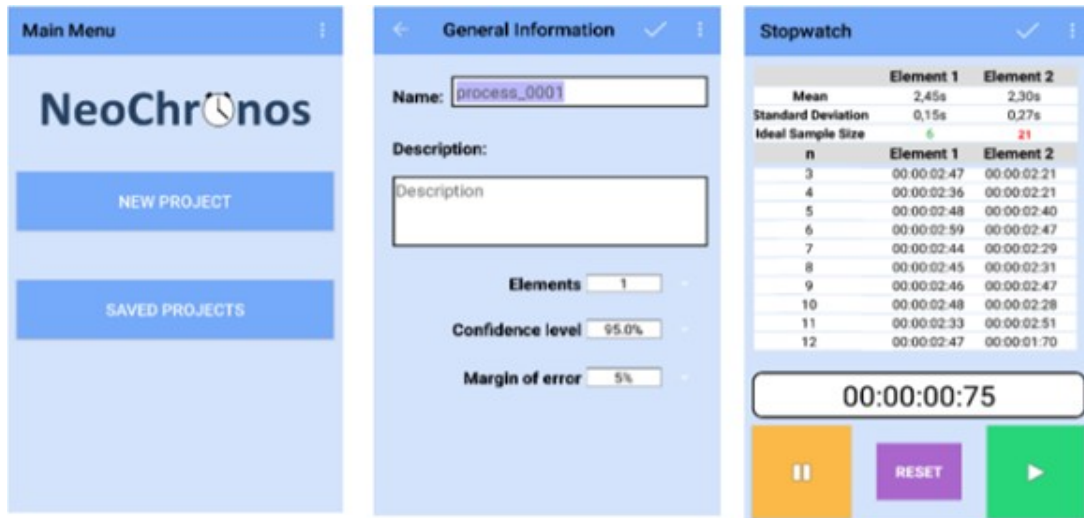 Main Menu
NeoChronos
NEW PROJECT
SAVED PROJECTS
General Information
Name: process_0001
Description:
Description
Elements 1
Confidence level 95.0%
Margin of error 5%
Stopwatch
Element 1 Element 2
Mean 2,45s 2,30s
Standard Deviation 0,15s 0,27s
Ideal Sample Size 6 21
n Element 1 Element 2
3 00:00:02:47 00:00:02:21
4 00:00:02:36 00:00:02:21
5 00:00:02:48 00:00:02:40
6 00:00:02:59 00:00:02:47
7 00:00:02:44 00:00:02:29
8 00:00:02:45 00:00:02:31
9 00:00:02:46 00:00:02:47
10 00:00:02:48 00:00:02:28
11 00:00:02:33 00:00:02:51
12 00:00:02:47 00:00:01:70
00:00:00:75
RESET